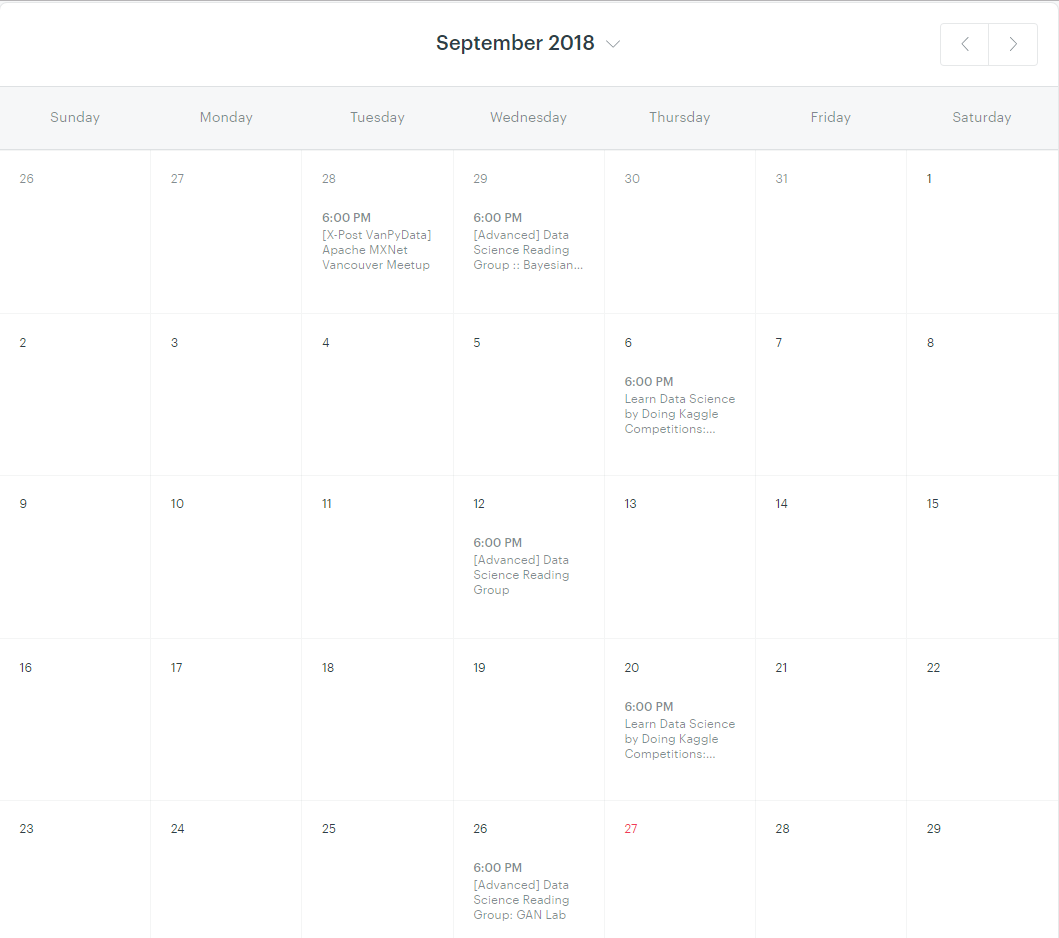 September 2018
Sunday Monday Tuesday Wednesday Thursday Friday Saturday
26 27 28 29 30 31 1
6:00 PM
[X-Post VanPyData]
Apache MXNet
Vancouver Meetup
6:00 PM
[Advanced] Data
Science Reading
Group :: Bayesian...
2 3 4 5 6 7 8
6:00 PM
Learn Data Science
by Doing Kaggle
Competitions:...
9 10 11 12 13 14 15
6:00 PM
[Advanced] Data
Science Reading
Group
16 17 18 19 20 21 22
6:00 PM
Learn Data Science
by Doing Kaggle
Competitions:...
23 24 25 26 27 28 29
6:00 PM
[Advanced] Data
Science Reading
Group: GAN Lab